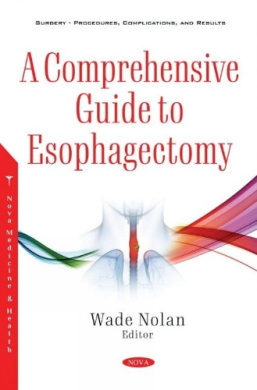 Surgery - Procedures, Complications, and Results
A Comprehensive
Guide to
Esophagectomy
Nova Medicine & Health
Wade Nolan
Editor
NOVA